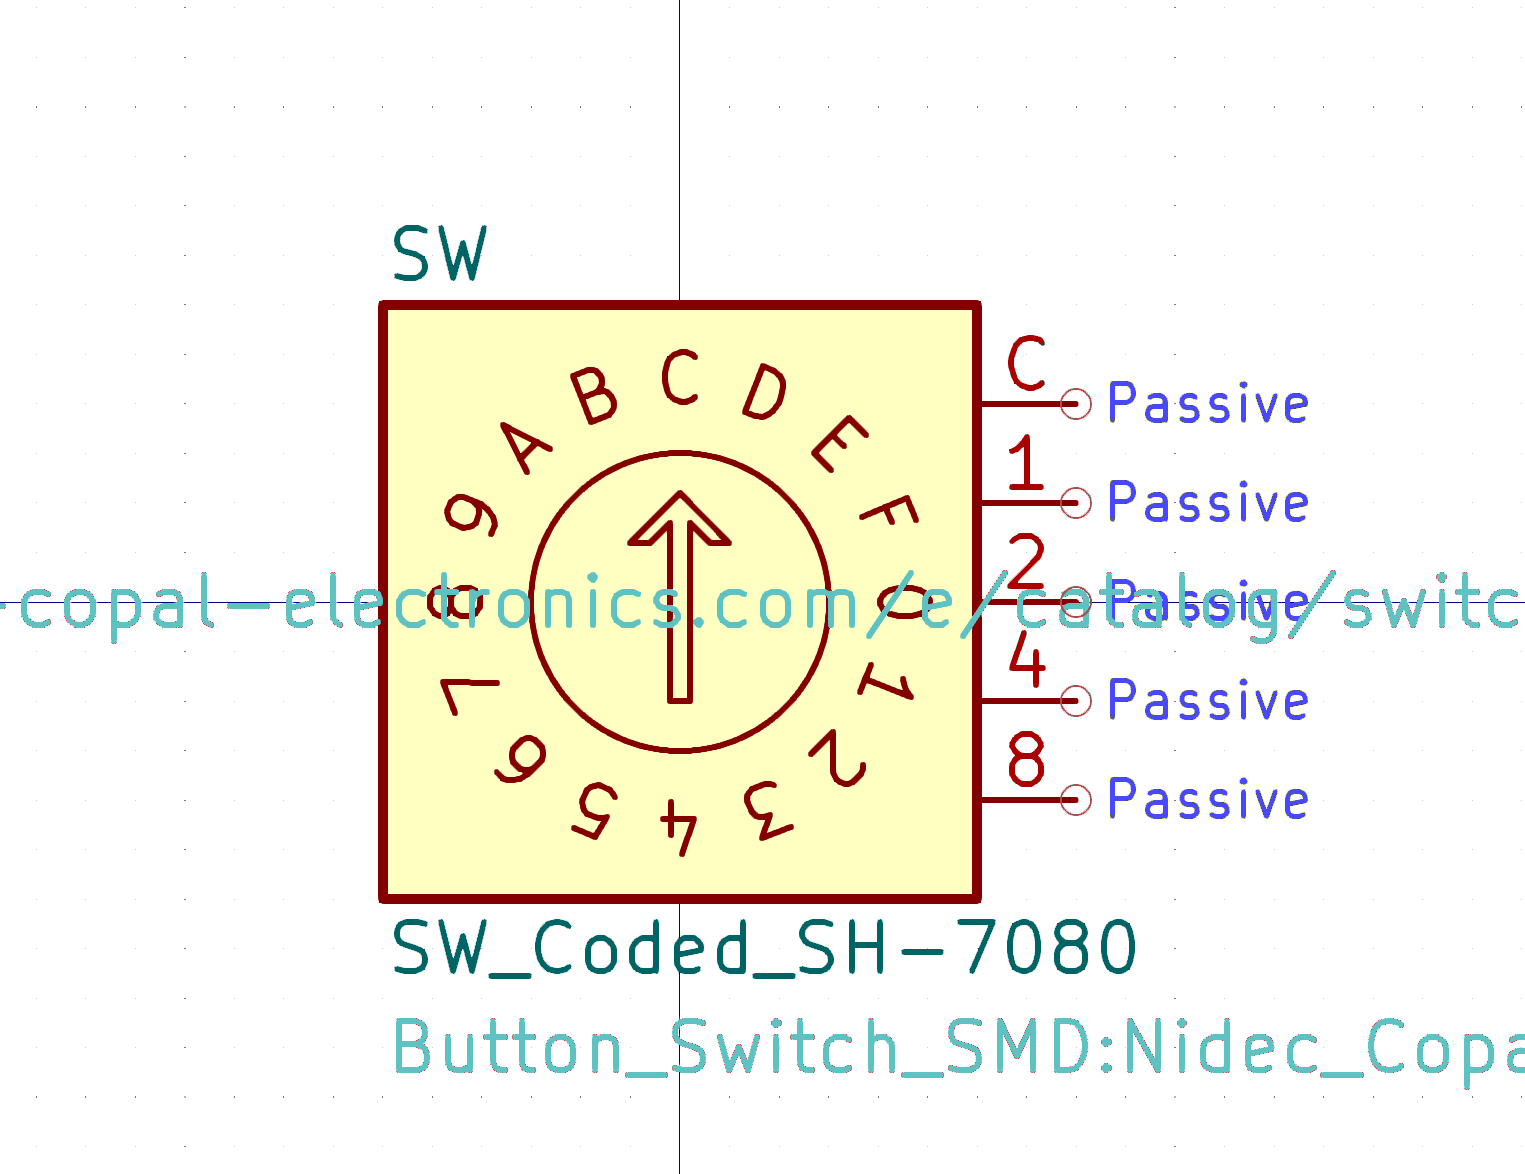 SW
C Passive
1 Passive
2 Passive
4 Passive
8 Passive
0
1
2
3
4
5
6
7
8
9
A
B
C
D
E
F
-copal-electronics.com/e/catalog/switc
SW_Coded_SH-7080
Button_Switch_SMD:Nidec_Copa